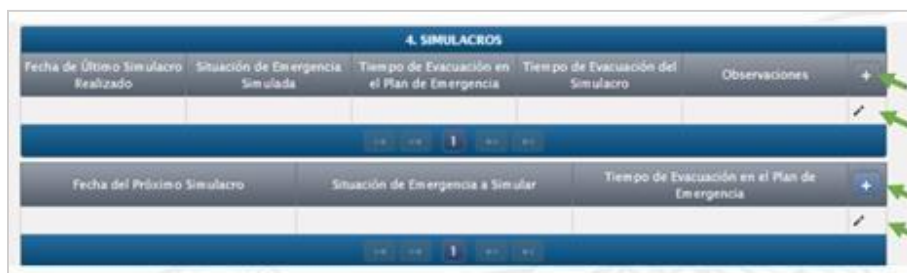 4. SIMULACROS
Fecha de Último Simulacro Realizado
Situación de Emergencia Simulada
Tiempo de Evacuación en el Plan de Emergencia
Tiempo de Evacuación del Simulacro
Observaciones
+
1
Fecha del Próximo Simulacro
Situación de Emergencia a Simular
Tiempo de Evacuación en el Plan de Emergencia
+
1